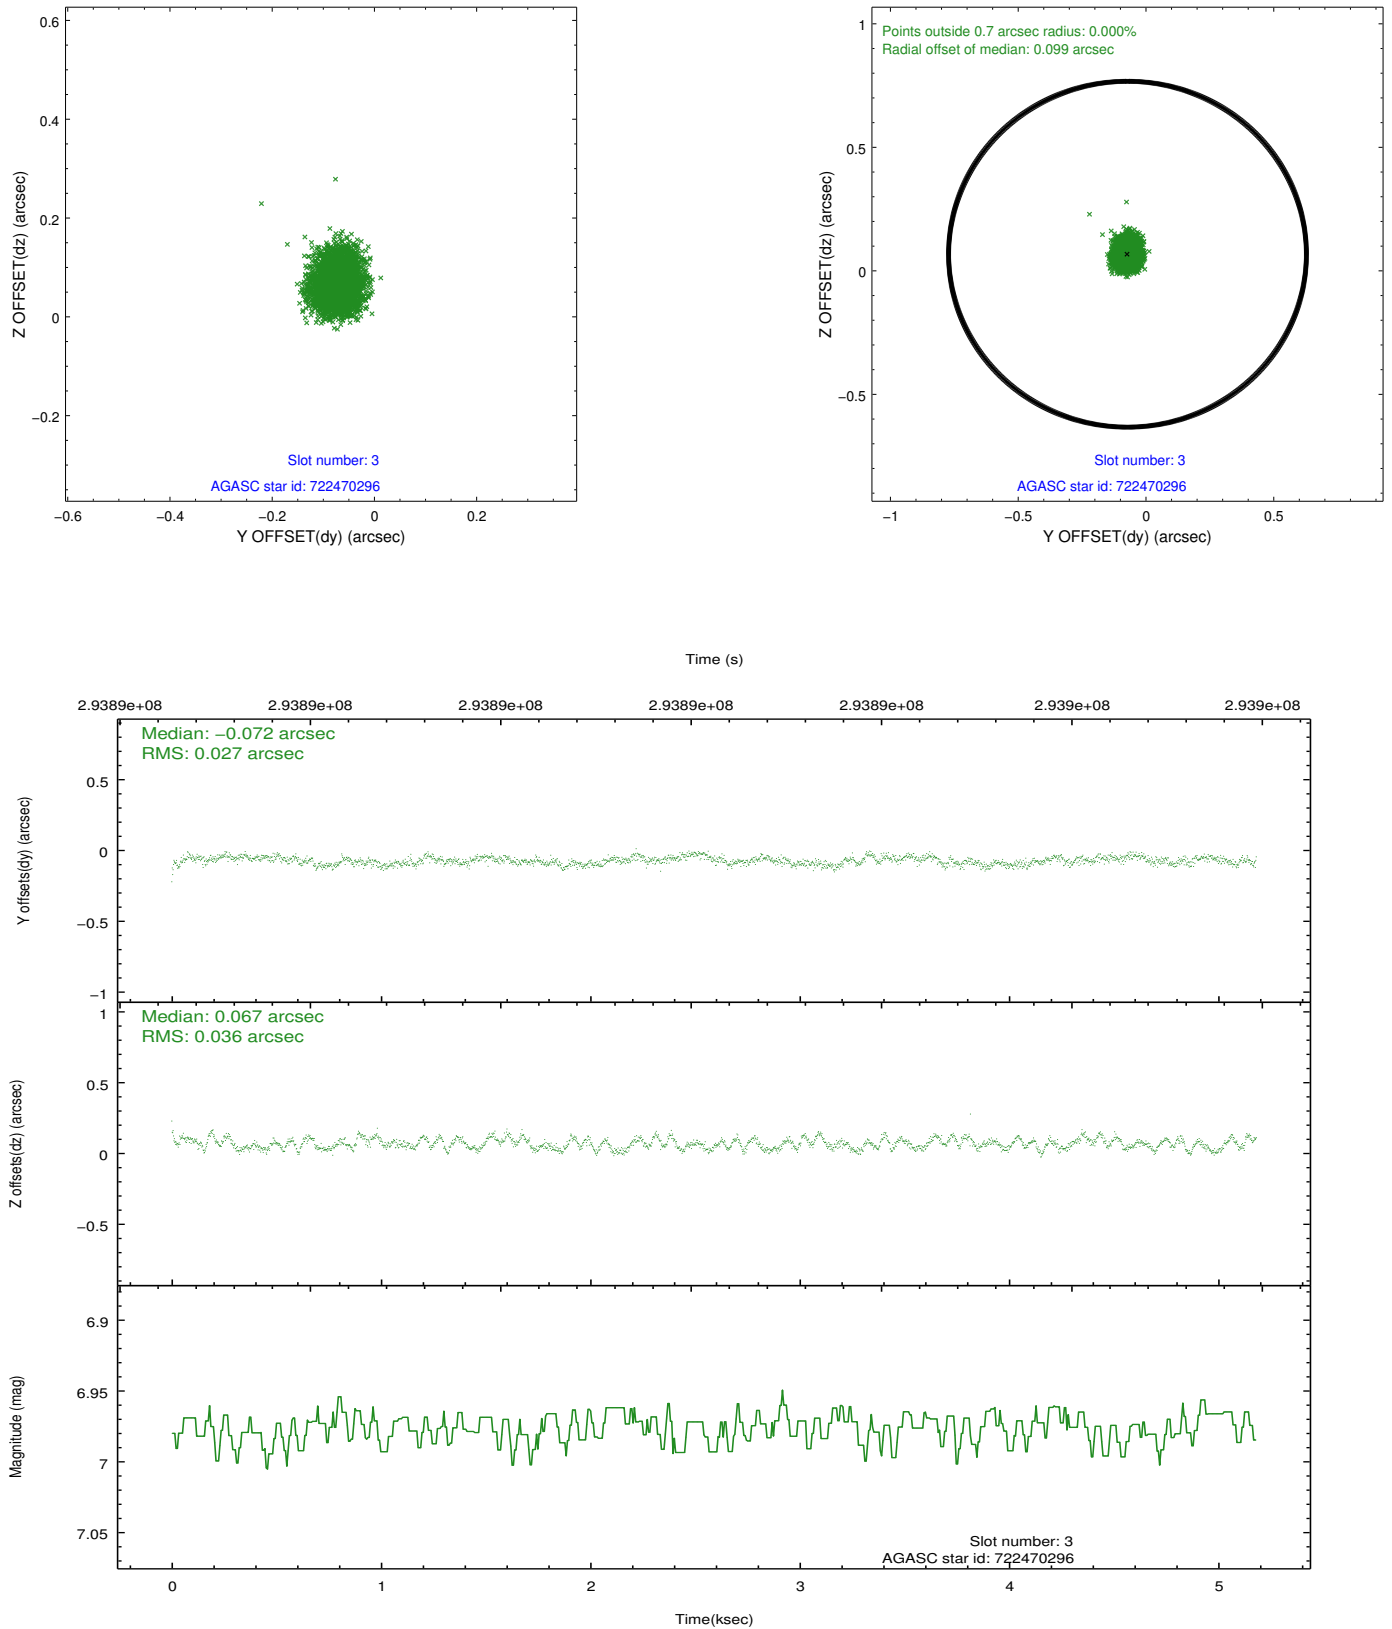 0.6
0.4
0.2
0
−0.2
Z OFFSET(dz) (arcsec)
Slot number: 3
AGASC star id: 722470296
−0.6 −0.4 −0.2 0 0.2
Y OFFSET(dy) (arcsec)
Points outside 0.7 arcsec radius: 0.000%
Radial offset of median: 0.099 arcsec
1
0.5
0
−0.5
Z OFFSET(dz) (arcsec)
Slot number: 3
AGASC star id: 722470296
−1 −0.5 0 0.5
Y OFFSET(dy) (arcsec)
Time (s)
2.9389e+08 2.9389e+08 2.9389e+08 2.9389e+08 2.9389e+08 2.939e+08 2.939e+08
Median: −0.072 arcsec
RMS: 0.027 arcsec
0.5
0
−0.5
−1
Y offsets(dy) (arcsec)
Median: 0.067 arcsec
RMS: 0.036 arcsec
1
0.5
0
−0.5
Z offsets(dz) (arcsec)
6.9
6.95
7
7.05
Magnitude (mag)
Slot number: 3
AGASC star id: 722470296
0 1 2 3 4 5
Time(ksec)